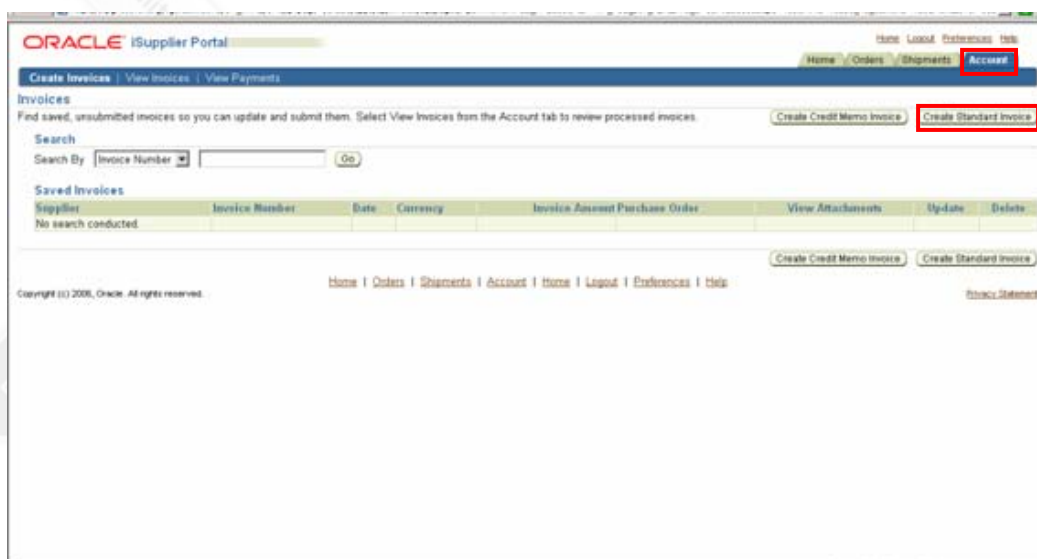 ORACLE iSupplier Portal
Home Logout Preferences Help
Home Orders Shipments Account
Create Invoices | View Invoices | View Payments
Invoices
Find saved, unsubmitted invoices so you can update and submit them. Select View Invoices from the Account tab to review processed invoices.
Create Credit Memo Invoice Create Standard Invoice
Search
Search By Invoice Number Go
Saved Invoices
Supplier Invoice Number Date Currency Invoice Amount Purchase Order View Attachments Update Delete
No search conducted.
Create Credit Memo Invoice Create Standard Invoice
Home | Orders | Shipments | Account | Home | Logout | Preferences | Help
Copyright (c) 2006, Oracle. All rights reserved.
Privacy Statement